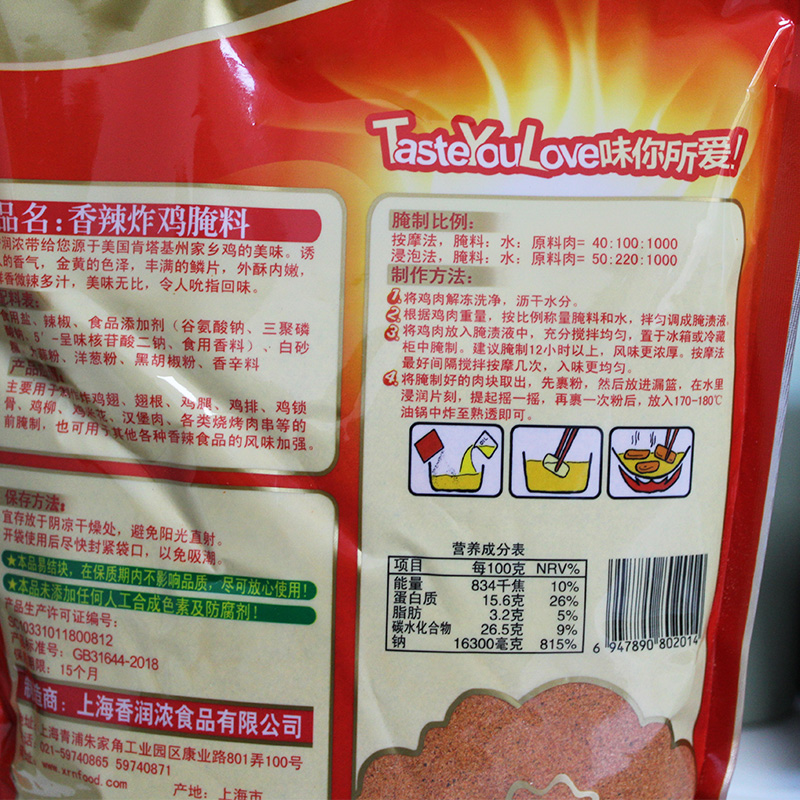 TasteYouLove味你所爱!
品名:香辣炸鸡腌料
润浓带给您源于美国肯塔基州家乡鸡的美味。诱
的香气,金黄的色泽,丰满的鳞片,外酥内嫩,
香微辣多汁,美味无比,令人吮指回味。
配料表:
食用盐、辣椒、食品添加剂(谷氨酸钠、三聚磷
酸钠、5'-呈味核苷酸二钠、食用香料)、白砂
蒜粉、洋葱粉、黑胡椒粉、香辛料
产品
主要用于 炸鸡翅、翅根、鸡腿、鸡排、鸡锁
骨、鸡柳、鸡米花、汉堡肉、各类烧烤肉串等的
前腌制,也可用于其他各种香辣食品的风味加强。
保存方法:
宜存放于阴凉干燥处,避免阳光直射。
开袋使用后尽快封紧袋口,以免吸潮。
★本品易结块,在保质期内不影响品质,尽可放心使用!
★本品未添加任何人工合成色素及防腐剂!
产品生产许可证编号:
SC10331011800812
产品标准号:GB31644-2018
保质期限:15个月
制造商:上海香润浓食品有限公司
地址:上海青浦朱家角工业园区康业路801弄100号
电话:021-59740865 59740871
www.xrnfood.com
产地:上海市
腌制比例:
按摩法,腌料:水:原料肉= 40:100:1000
浸泡法,腌料:水:原料肉= 50:220:1000
制作方法:
1.将鸡肉解冻洗净,沥干水分。
2.根据鸡肉重量,按比例称量腌料和水,拌匀调成腌渍液。
3.将鸡肉放入腌渍液中,充分搅拌均匀,置于冰箱或冷藏
柜中腌制。建议腌制12小时以上,风味更浓厚。按摩法
最好间隔搅拌按摩几次,入味更均匀。
4.将腌制好的肉块取出,先裹粉,然后放进漏篮,在水里
浸润片刻,提起摇一摇,再裹一次粉后,放入170-180℃
油锅中炸至熟透即可。
营养成分表
项目 每100克 NRV%
能量 834千焦 10%
蛋白质 15.6克 26%
脂肪 3.2克 5%
碳水化合物 26.5克 9%
钠 16300毫克 815%
6 947890 802014